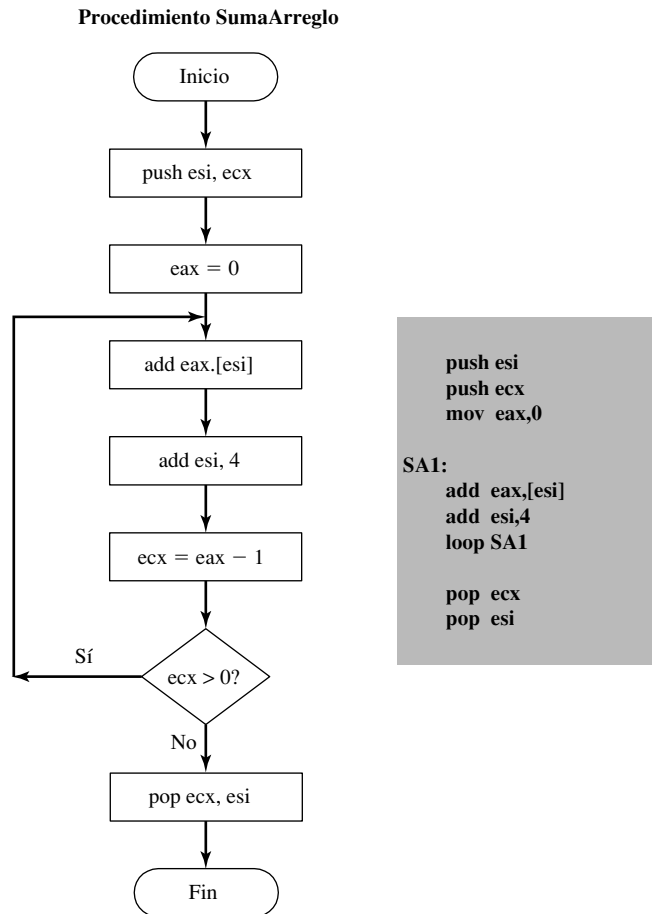 Procedimiento SumaArreglo
Inicio
push esi, ecx
eax = 0
add eax.[esi]
add esi, 4
ecx = eax − 1
ecx > 0?
Sí
No
pop ecx, esi
Fin
push esi
push ecx
mov eax,0
SA1:
add eax,[esi]
add esi,4
loop SA1
pop ecx
pop esi